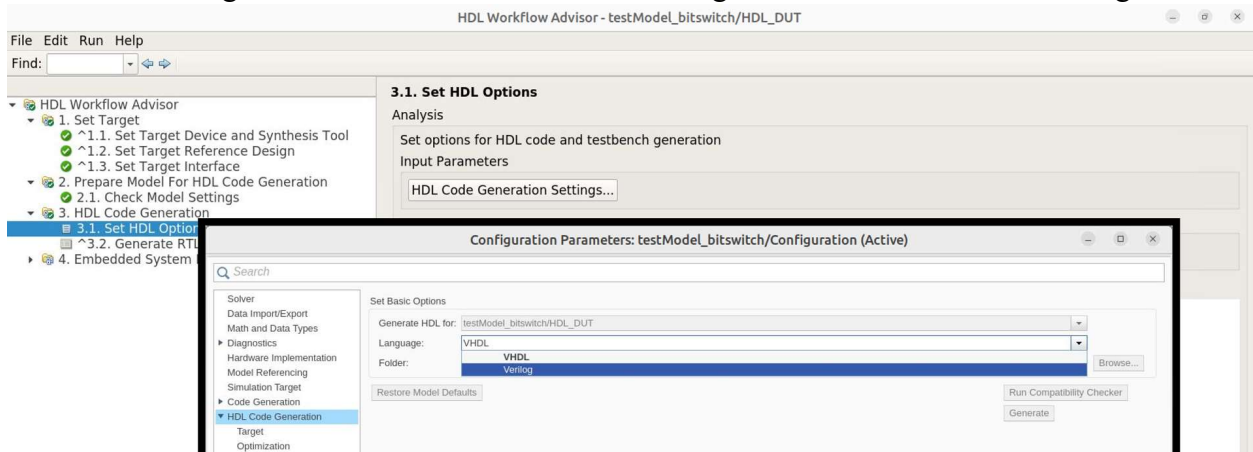 HDL Workflow Advisor - testModel_bitswitch/HDL_DUT
File Edit Run Help
Find:
HDL Workflow Advisor
1. Set Target
^1.1. Set Target Device and Synthesis Tool
^1.2. Set Target Reference Design
^1.3. Set Target Interface
2. Prepare Model For HDL Code Generation
2.1. Check Model Settings
3. HDL Code Generation
3.1. Set HDL Option
^3.2. Generate RTL
4. Embedded System
3.1. Set HDL Options
Analysis
Set options for HDL code and testbench generation
Input Parameters
HDL Code Generation Settings...
Configuration Parameters: testModel_bitswitch/Configuration (Active)
Search
Solver
Data Import/Export
Math and Data Types
Diagnostics
Hardware Implementation
Model Referencing
Simulation Target
Code Generation
HDL Code Generation
Target
Optimization
Set Basic Options
Generate HDL for: testModel_bitswitch/HDL_DUT
Language: VHDL
VHDL
Verilog
Folder:
Browse...
Restore Model Defaults
Run Compatibility Checker
Generate